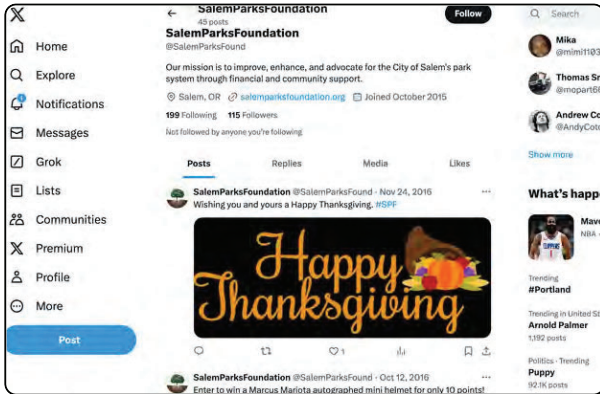 Home
Explore
Notifications
Messages
Grok
Lists
Communities
Premium
Profile
More
Post
SalemParksFoundation
45 posts
Follow
SalemParksFoundation
@SalemParksFound
Our mission is to improve, enhance, and advocate for the City of Salem's park
system through financial and community support.
Salem, OR salemparksfoundation.org Joined October 2015
199 Following 115 Followers
Not followed by anyone you're following
Posts Replies Media Likes
SalemParksFoundation @SalemParksFound · Nov 24, 2016
Wishing you and yours a Happy Thanksgiving. #SPF
Happy
Thanksgiving
1
SalemParksFoundation @SalemParksFound · Oct 12, 2016
Enter to win a Marcus Mariota autographed mini helmet for only 10 points!
Search
Mika
@mimi1103
Thomas
@mopart66
Andrew
@AndyCoto
Show more
What's
NBA ·
Trending
#Portland
Trending in United
Arnold Palmer
1,192 posts
Politics · Trending
Puppy
92.1K posts